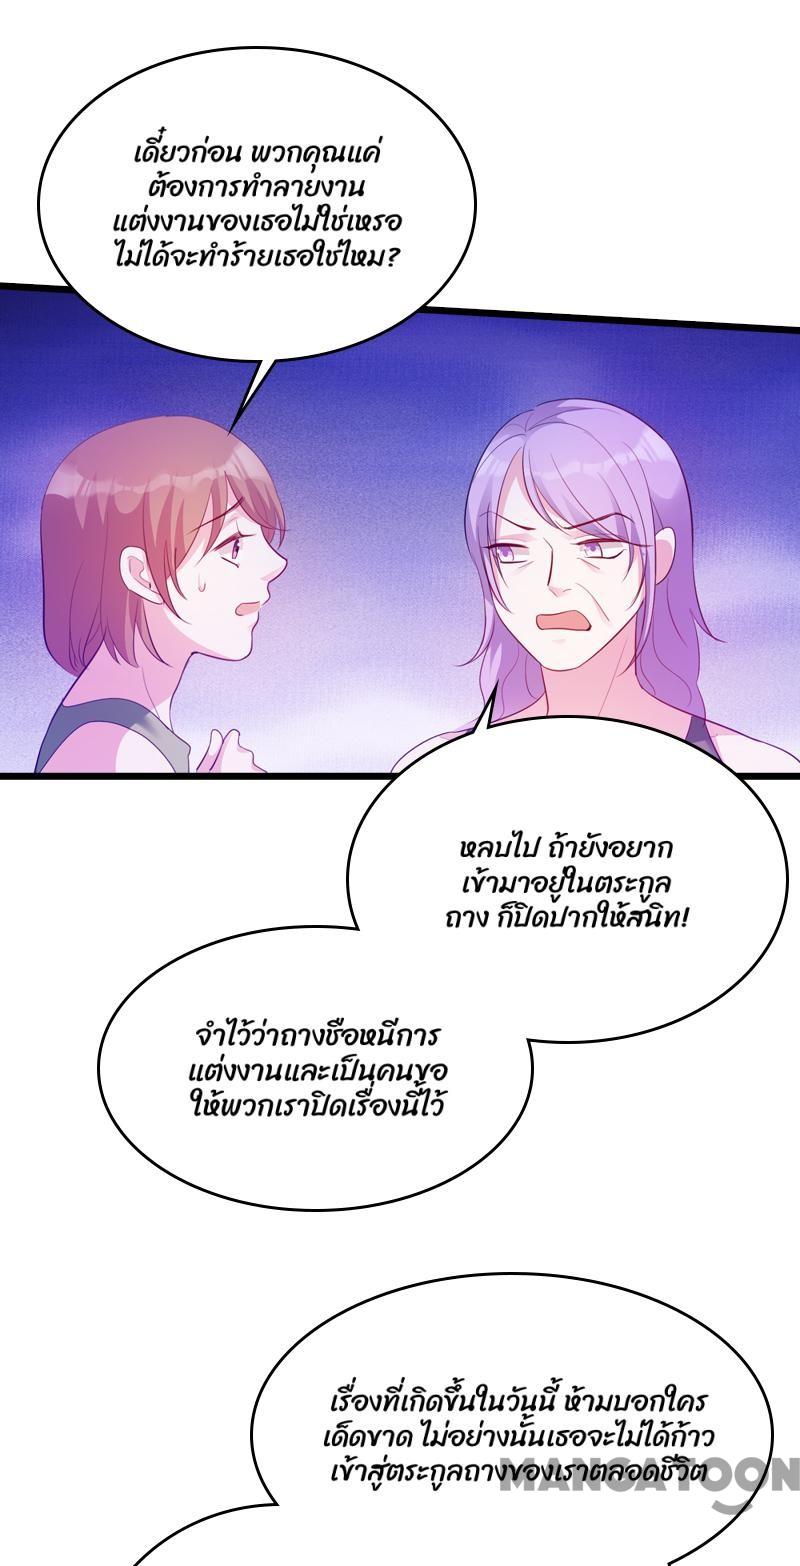 เดี๋ยวก่อน พวกคุณแค่
ต้องการทำลายงาน
แต่งงานของเธอไม่ใช่เหรอ
ไม่ได้จะทำร้ายเธอใช่ไหม?
หลบไป ถ้ายังอยาก
เข้ามาอยู่ในตระกูล
ถาง ก็ปิดปากให้สนิท!
จำไว้ว่าถางซือหนีการ
แต่งงานและเป็นคนขอ
ให้พวกเราปิดเรื่องนี้ไว้
เรื่องที่เกิดขึ้นในวันนี้ ห้ามบอกใคร
เด็ดขาด ไม่อย่างนั้นเธอจะไม่ได้ก้าว
เข้าสู่ตระกูลถางของเราตลอดชีวิต
MANGATOON